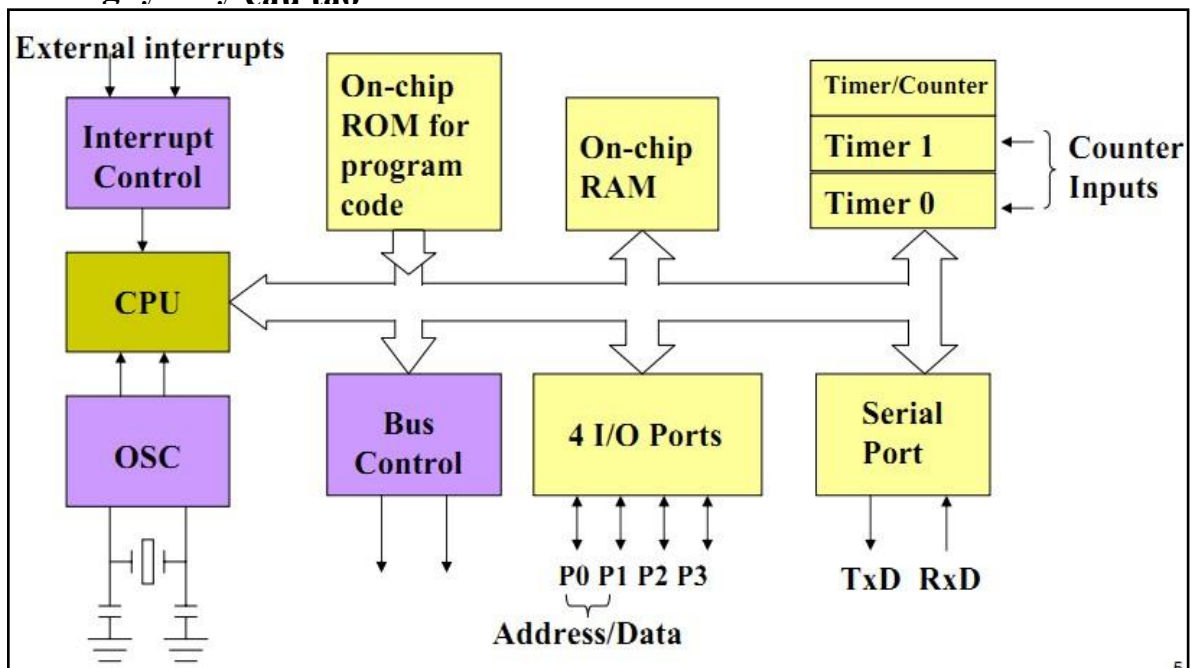 External interrupts
Interrupt
Control
CPU
OSC
On-chip
ROM for
program
code
Bus
Control
On-chip
RAM
4 I/O Ports
P0 P1 P2 P3
Address/Data
Timer/Counter
Timer 1
Timer 0
Counter
Inputs
Serial
Port
TxD RxD
5